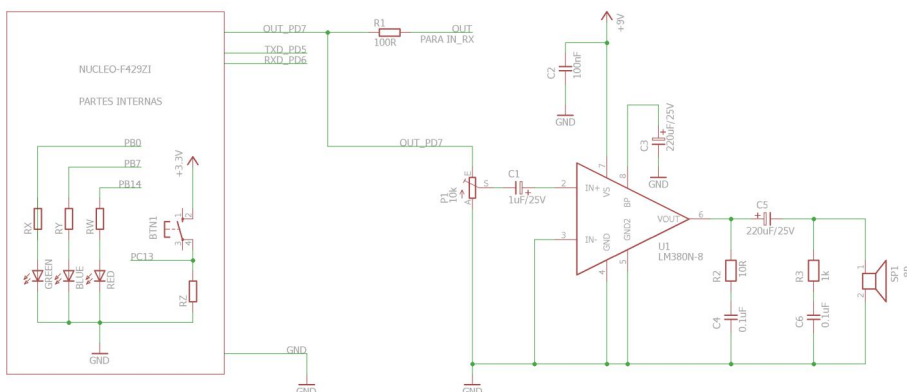 NUCLEO-F429ZI
PARTES INTERNAS
OUT_PD7
TXD_PD5
RXD_PD6
R1
100R
OUT
PARA IN_RX
PB0
PB7
PB14
+3.3V
RX
RY
RW
GREEN
BLUE
RED
BTN1
1
2
3
4
PC13
RZ
GND
GND
GND
OUT_PD7
P1
10k
E
S
A
C1
1uF/25V
+9V
C2
100nF
GND
C3
220uF/25V
GND
7
8
2
IN+
VS
BP
3
IN-
GND
GND2
VOUT
6
4
5
U1
LM380N-8
C5
220uF/25V
R2
10R
C4
0.1uF
R3
1k
C6
0.1uF
1
2
SP1
GND